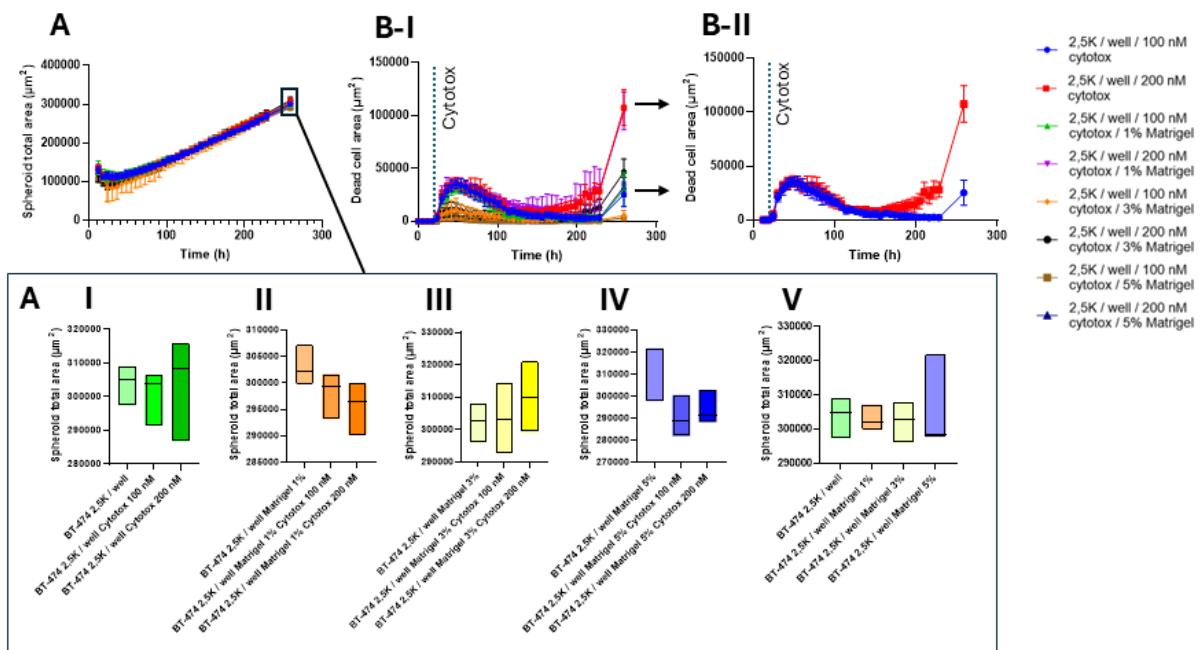 A
B-I
B-II
Spheroid total area (µm²)
400000
300000
200000
100000
0
0
100
200
300
Time (h)
Dead cell area (µm²)
150000
100000
50000
0
Cytotox
0
100
200
300
Time (h)
Dead cell area (µm²)
150000
100000
50000
0
Cytotox
0
100
200
300
Time (h)
2,5K / well / 100 nM
cytotox
2,5K / well / 200 nM
cytotox
2,5K / well / 100 nM
cytotox / 1% Matrigel
2,5K / well / 200 nM
cytotox / 1% Matrigel
2,5K / well / 100 nM
cytotox / 3% Matrigel
2,5K / well / 200 nM
cytotox / 3% Matrigel
2,5K / well / 100 nM
cytotox / 5% Matrigel
2,5K / well / 200 nM
cytotox / 5% Matrigel
A
I
Spheroid total area (µm²)
320000
310000
300000
290000
280000
BT-474 2,5K / well
BT-474 2,5K / well Cytotox 100 nM
BT-474 2,5K / well Cytotox 200 nM
II
Spheroid total area (µm²)
310000
305000
300000
295000
290000
285000
BT-474 2,5K / well Matrigel 1%
BT-474 2,5K / well Matrigel 1% Cytotox 100 nM
BT-474 2,5K / well Matrigel 1% Cytotox 200 nM
III
Spheroid total area (µm²)
330000
320000
310000
300000
290000
BT-474 2,5K / well Matrigel 3%
BT-474 2,5K / well Matrigel 3% Cytotox 100 nM
BT-474 2,5K / well Matrigel 3% Cytotox 200 nM
IV
Spheroid total area (µm²)
330000
320000
310000
300000
290000
280000
270000
BT-474 2,5K / well Matrigel 5%
BT-474 2,5K / well Matrigel 5% Cytotox 100 nM
BT-474 2,5K / well Matrigel 5% Cytotox 200 nM
V
Spheroid total area (µm²)
330000
320000
310000
300000
290000
BT-474 2,5K / well
BT-474 2,5K / well Matrigel 1%
BT-474 2,5K / well Matrigel 3%
BT-474 2,5K / well Matrigel 5%